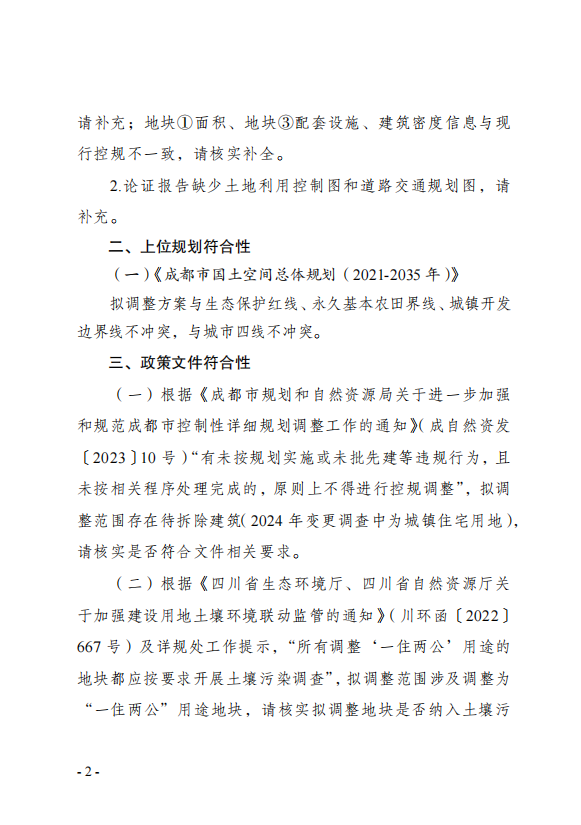 请补充；地块①面积、地块③配套设施、建筑密度信息与现
行控规不一致，请核实补全。
2.论证报告缺少土地利用控制图和道路交通规划图，请
补充。
二、上位规划符合性
（一）《成都市国土空间总体规划（2021-2035 年）》
拟调整方案与生态保护红线、永久基本农田界线、城镇开发
边界线不冲突，与城市四线不冲突。
三、政策文件符合性
（一）根据《成都市规划和自然资源局关于进一步加强
和规范成都市控制性详细规划调整工作的通知》（成自然资发
〔2023〕10 号）“有未按规划实施或未批先建等违规行为，且
未按相关程序处理完成的，原则上不得进行控规调整”，拟调
整范围存在待拆除建筑（2024 年变更调查中为城镇住宅用地），
请核实是否符合文件相关要求。
（二）根据《四川省生态环境厅、四川省自然资源厅关
于加强建设用地土壤环境联动监管的通知》（川环函〔2022〕
667 号）及详规处工作提示，“所有调整‘一住两公’用途的
地块都应按要求开展土壤污染调查”，拟调整范围涉及调整为
“一住两公”用途地块，请核实拟调整地块是否纳入土壤污
- 2 -